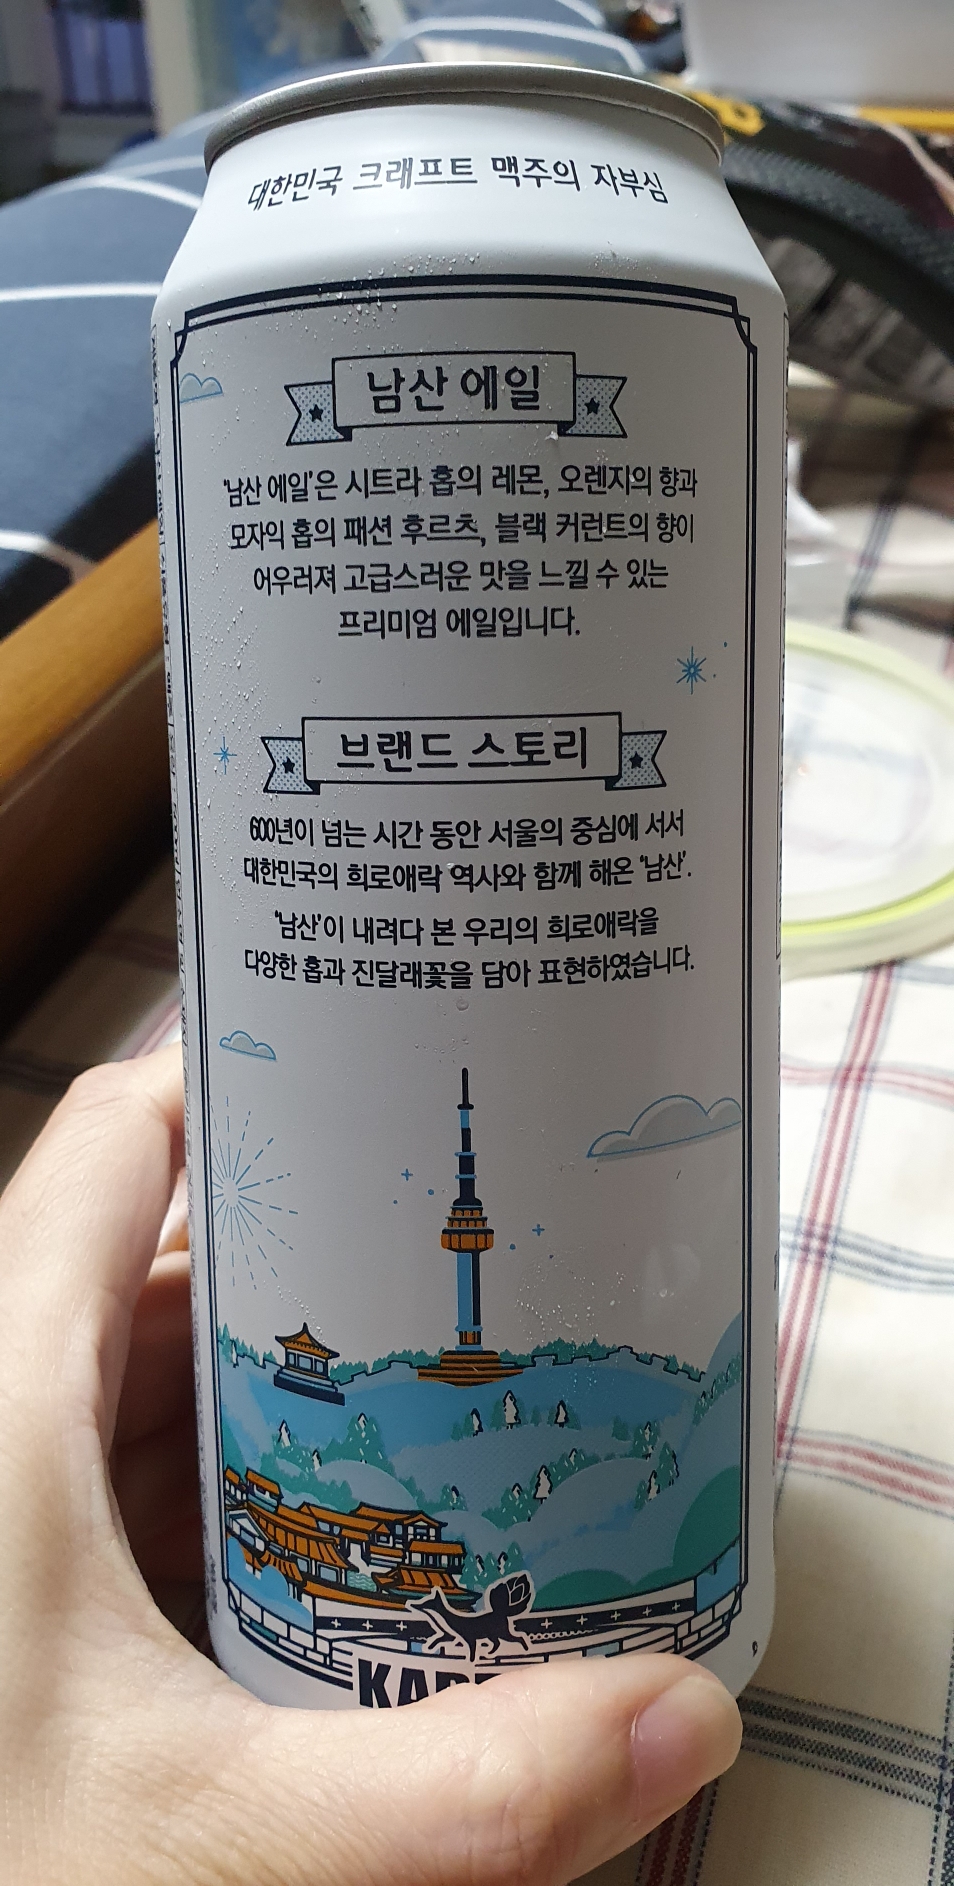 대한민국 크래프트 맥주의 자부심
남산 에일
'남산 에일'은 시트라 홉의 레몬, 오렌지의 향과
모자익 홉의 패션 후르츠, 블랙 커런트의 향이
어우러져 고급스러운 맛을 느낄 수 있는
프리미엄 에일입니다.
브랜드 스토리
600년이 넘는 시간 동안 서울의 중심에 서서
대한민국의 희로애락 역사와 함께 해온 '남산'.
'남산'이 내려다 본 우리의 희로애락을
다양한 홉과 진달래꽃을 담아 표현하였습니다.